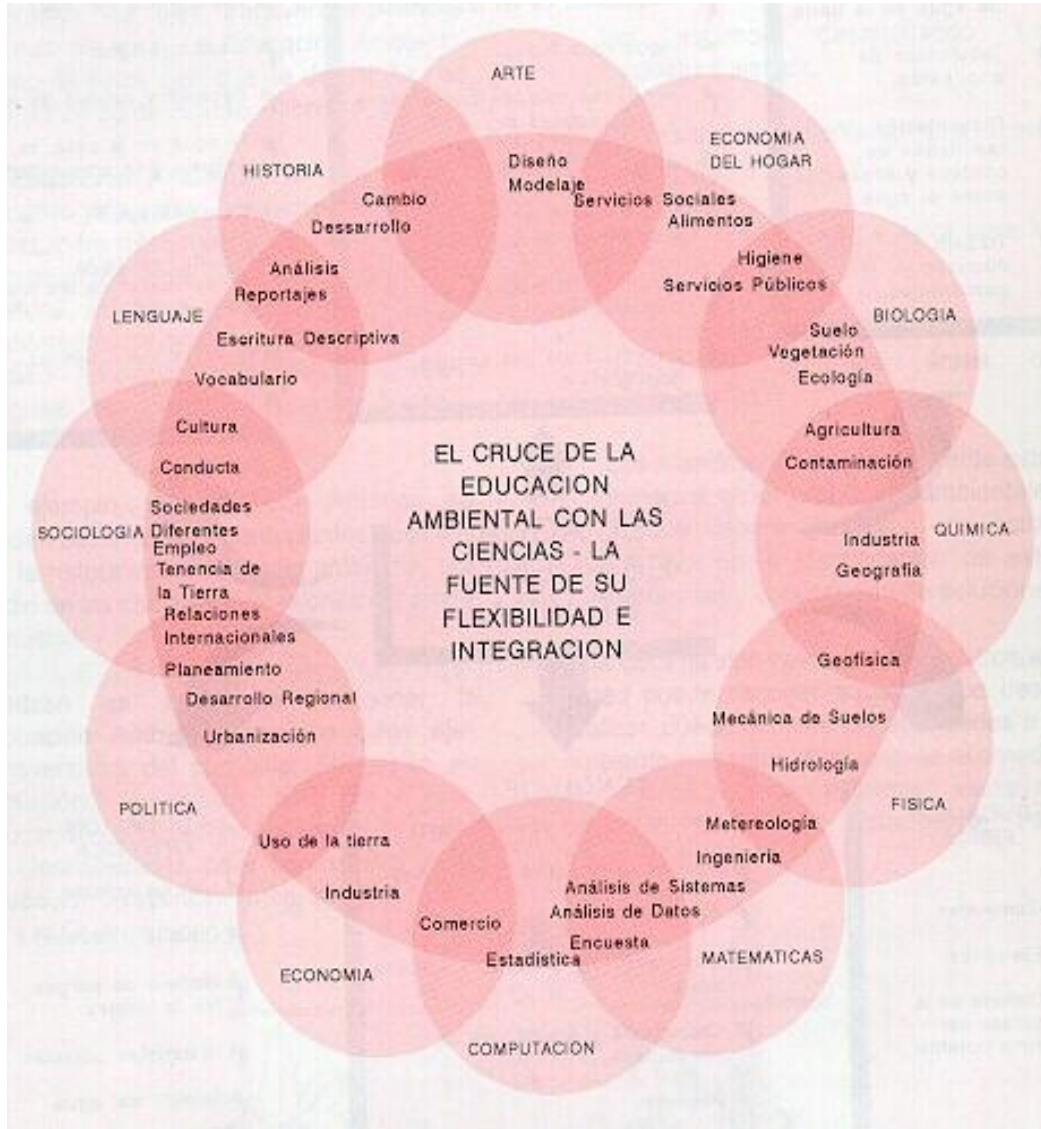 ARTE
ECONOMIA
DEL HOGAR
HISTORIA
Diseño
Modelaje
Cambio
Servicios Sociales
Alimentos
Dessarrollo
Análisis
Reportajes
Higiene
Servicios Públicos
LENGUAJE
BIOLOGIA
Escritura Descriptiva
Suelo
Vegetación
Vocabulario
Ecología
Cultura
Agricultura
Conducta
Contaminación
EL CRUCE DE LA
EDUCACION
AMBIENTAL CON LAS
CIENCIAS - LA
FUENTE DE SU
FLEXIBILIDAD E
INTEGRACION
SOCIOLOGIA
Sociedades
Diferentes
Empleo
Tenencia de
la Tierra
Relaciones
Internacionales
QUIMICA
Industria
Geografía
Planeamiento
Geofísica
Desarrollo Regional
Mecánica de Suelos
Urbanización
Hidrología
POLITICA
FISICA
Uso de la tierra
Metereología
Ingeniería
Industria
Análisis de Sistemas
Análisis de Datos
Comercio
Encuesta
Estadística
ECONOMIA
MATEMATICAS
COMPUTACION